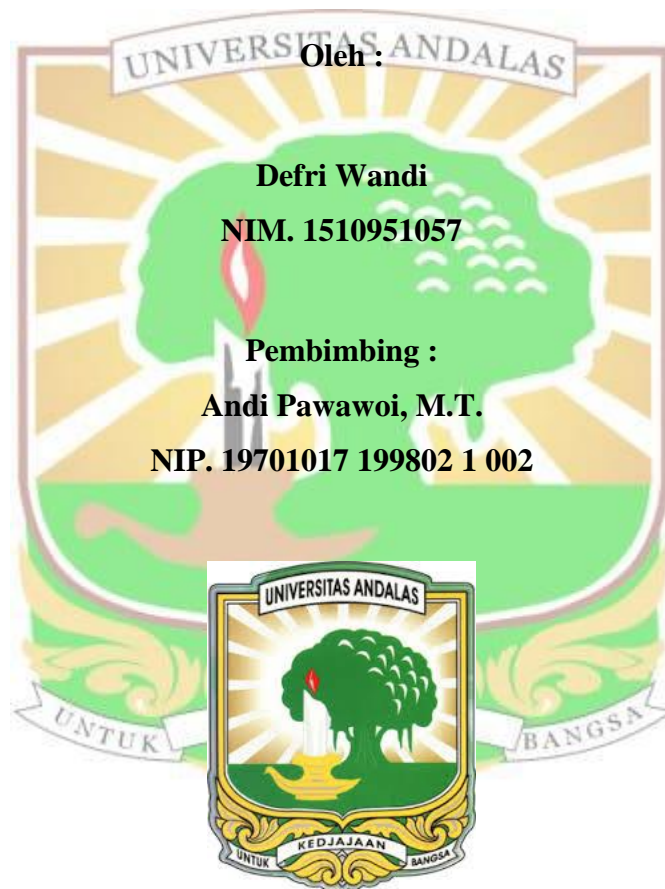 UNIVERSITAS ANDALAS
Oleh :
Defri Wandi
NIM. 1510951057
Pembimbing :
Andi Pawawoi, M.T.
NIP. 19701017 199802 1 002
UNTUK BANGSA
UNIVERSITAS ANDALAS
KEDJAJAAN
UNTUK BANGSA